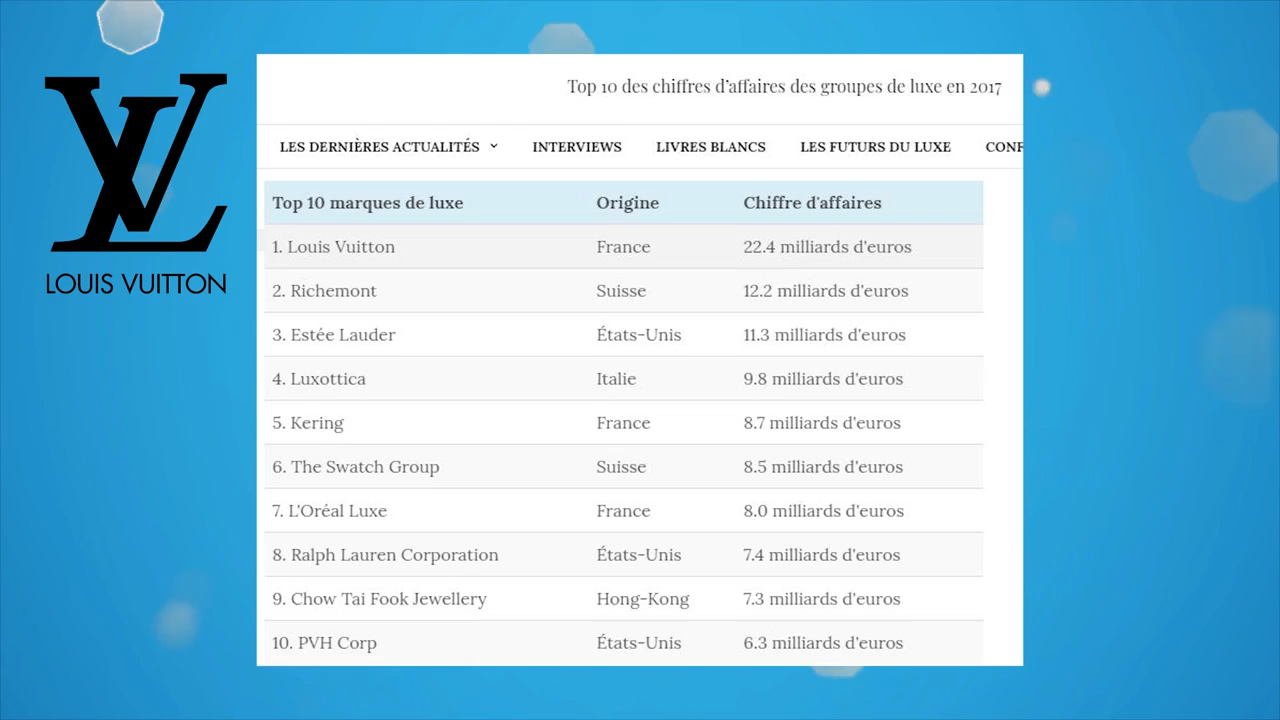 LV
LOUIS VUITTON
Top 10 des chiffres d'affaires des groupes de luxe en 2017
LES DERNIÈRES ACTUALITÉS INTERVIEWS LIVRES BLANCS LES FUTURS DU LUXE CONF
Top 10 marques de luxe Origine Chiffre d'affaires
1. Louis Vuitton France 22.4 milliards d'euros
2. Richemont Suisse 12.2 milliards d'euros
3. Estée Lauder États-Unis 11.3 milliards d'euros
4. Luxottica Italie 9.8 milliards d'euros
5. Kering France 8.7 milliards d'euros
6. The Swatch Group Suisse 8.5 milliards d'euros
7. L'Oréal Luxe France 8.0 milliards d'euros
8. Ralph Lauren Corporation États-Unis 7.4 milliards d'euros
9. Chow Tai Fook Jewellery Hong-Kong 7.3 milliards d'euros
10. PVH Corp États-Unis 6.3 milliards d'euros